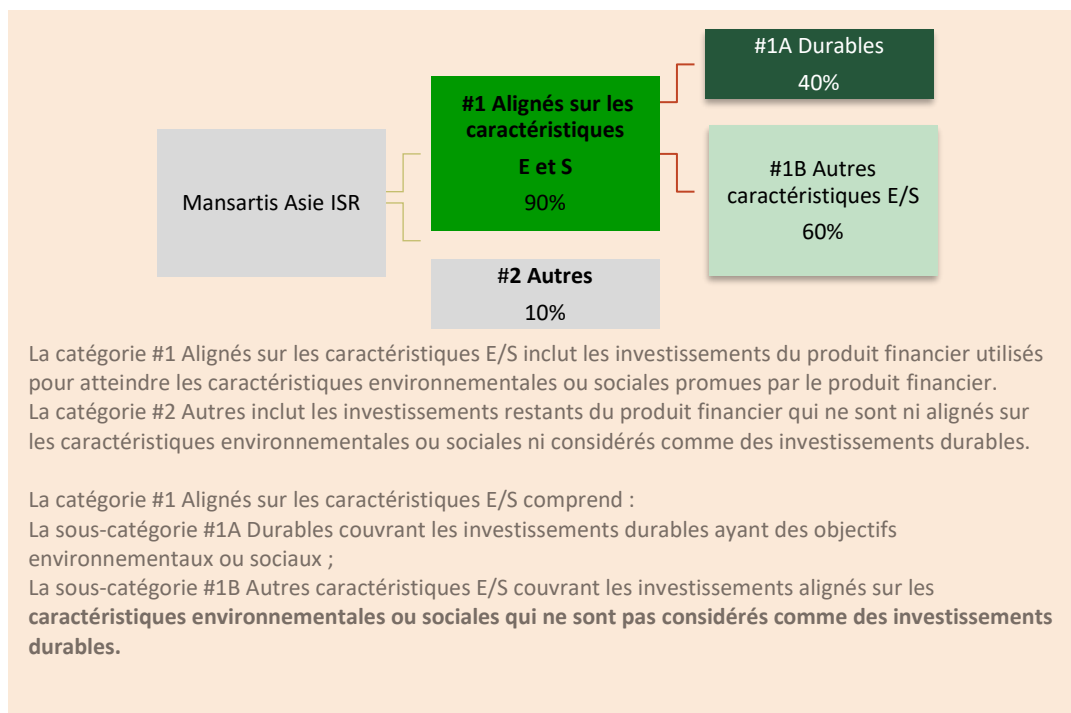 Mansartis Asie ISR
#1 Alignés sur les
caractéristiques
E et S
90%
#2 Autres
10%
#1A Durables
40%
#1B Autres
caractéristiques E/S
60%
La catégorie #1 Alignés sur les caractéristiques E/S inclut les investissements du produit financier utilisés
pour atteindre les caractéristiques environnementales ou sociales promues par le produit financier.
La catégorie #2 Autres inclut les investissements restants du produit financier qui ne sont ni alignés sur
les caractéristiques environnementales ou sociales ni considérés comme des investissements durables.
La catégorie #1 Alignés sur les caractéristiques E/S comprend :
La sous-catégorie #1A Durables couvrant les investissements durables ayant des objectifs
environnementaux ou sociaux ;
La sous-catégorie #1B Autres caractéristiques E/S couvrant les investissements alignés sur les
caractéristiques environnementales ou sociales qui ne sont pas considérés comme des investissements
durables.